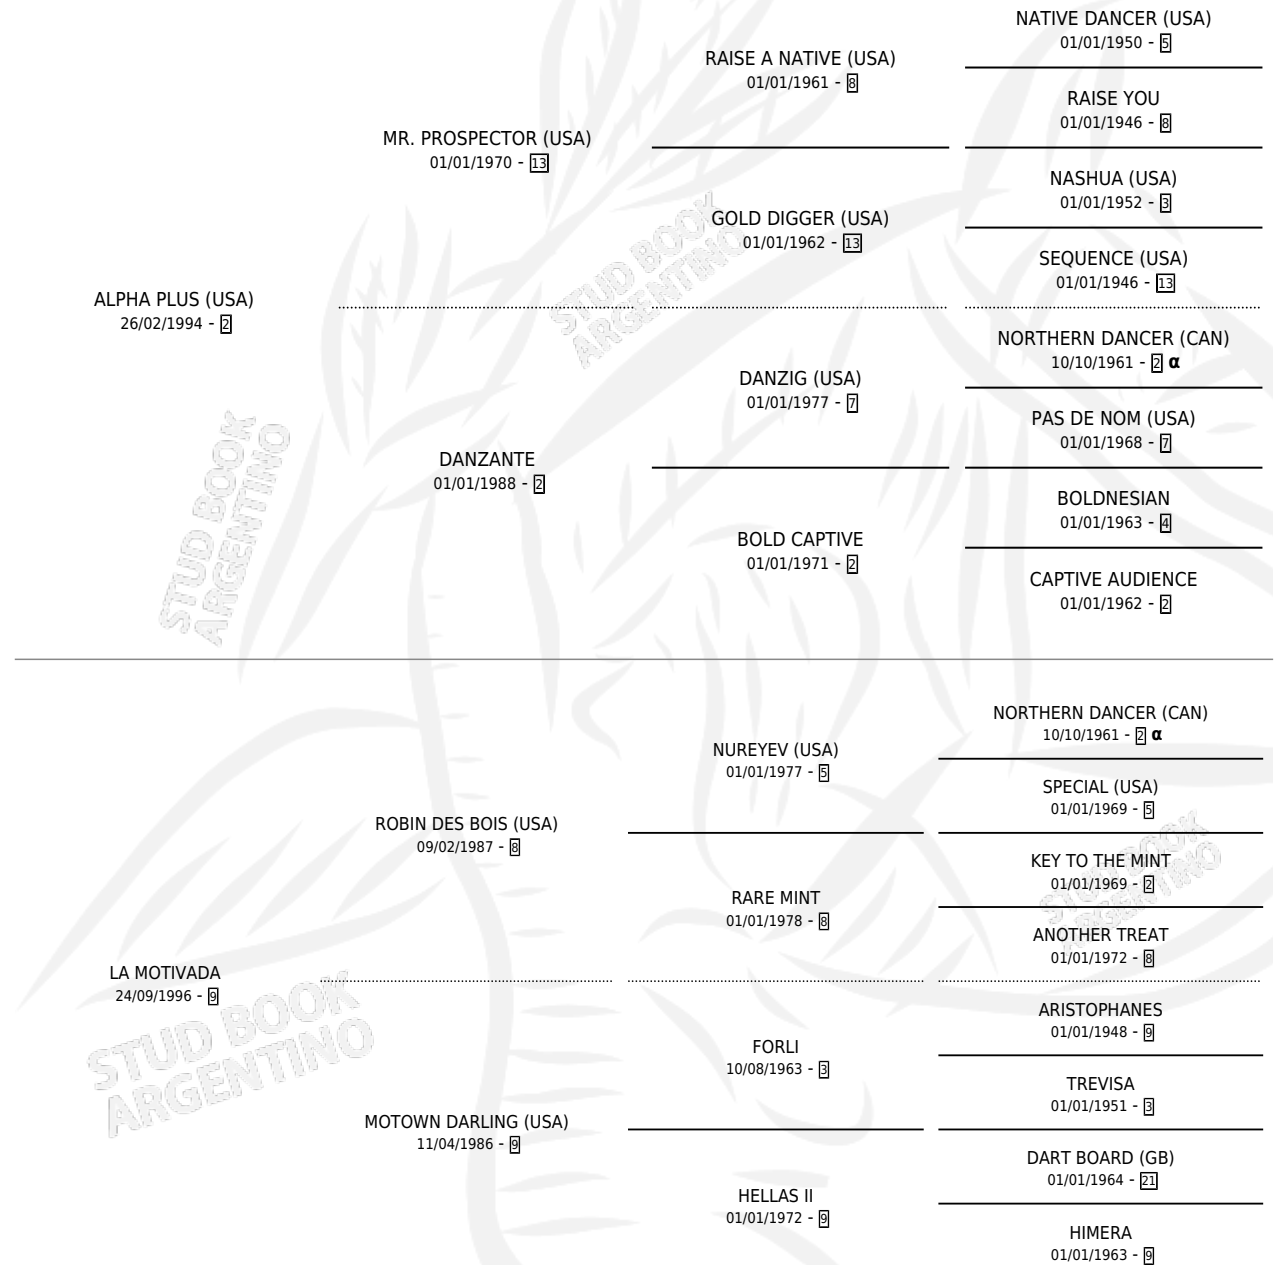 NATIVE DANCER (USA)
01/01/1950 - 5
RAISE A NATIVE (USA)
01/01/1961 - 8
RAISE YOU
01/01/1946 - 8
MR. PROSPECTOR (USA)
01/01/1970 - 13
NASHUA (USA)
01/01/1952 - 3
GOLD DIGGER (USA)
01/01/1962 - 13
SEQUENCE (USA)
01/01/1946 - 13
STUD BOOK
ARGENTINO
ALPHA PLUS (USA)
26/02/1994 - 2
NORTHERN DANCER (CAN)
10/10/1961 - 2 α
DANZIG (USA)
01/01/1977 - 7
PAS DE NOM (USA)
01/01/1968 - 7
DANZANTE
01/01/1988 - 2
BOLDNESIAN
01/01/1963 - 4
BOLD CAPTIVE
01/01/1971 - 2
CAPTIVE AUDIENCE
01/01/1962 - 2
STUD BOOK
ARGENTINO
NORTHERN DANCER (CAN)
10/10/1961 - 2 α
NUREYEV (USA)
01/01/1977 - 5
SPECIAL (USA)
01/01/1969 - 5
ROBIN DES BOIS (USA)
09/02/1987 - 8
KEY TO THE MINT
01/01/1969 - 2
RARE MINT
01/01/1978 - 8
ANOTHER TREAT
01/01/1972 - 8
STUD BOOK
ARGENTINO
LA MOTIVADA
24/09/1996 - 9
ARISTOPHANES
01/01/1948 - 9
FORLI
10/08/1963 - 3
TREVISA
01/01/1951 - 3
MOTOWN DARLING (USA)
11/04/1986 - 9
DART BOARD (GB)
01/01/1964 - 21
HELLAS II
01/01/1972 - 9
HIMERA
01/01/1963 - 9
STUD BOOK
ARGENTINO